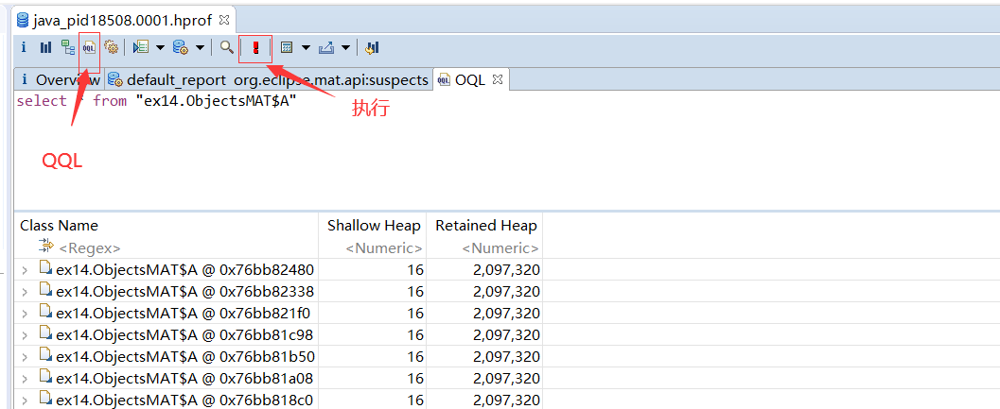 java_pid18508.0001.hprof
i OQL
i Overview default_report org.eclipse.mat.api:suspects OQL
select * from "ex14.ObjectsMAT$A"
执行
QQL
Class Name Shallow Heap Retained Heap
<Regex> <Numeric> <Numeric>
ex14.ObjectsMAT$A @ 0x76bb82480 16 2,097,320
ex14.ObjectsMAT$A @ 0x76bb82338 16 2,097,320
ex14.ObjectsMAT$A @ 0x76bb821f0 16 2,097,320
ex14.ObjectsMAT$A @ 0x76bb81c98 16 2,097,320
ex14.ObjectsMAT$A @ 0x76bb81b50 16 2,097,320
ex14.ObjectsMAT$A @ 0x76bb81a08 16 2,097,320
ex14.ObjectsMAT$A @ 0x76bb818c0 16 2,097,320